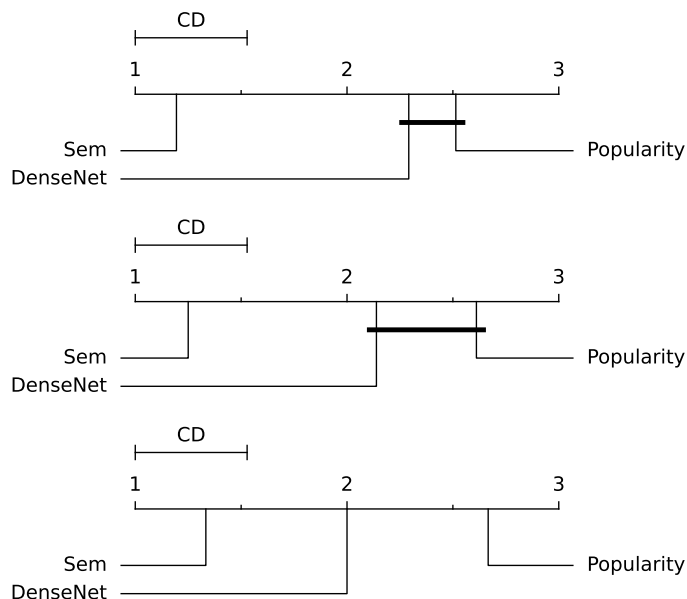 CD
1 2 3
Sem Popularity
DenseNet
CD
1 2 3
Sem Popularity
DenseNet
CD
1 2 3
Sem Popularity
DenseNet